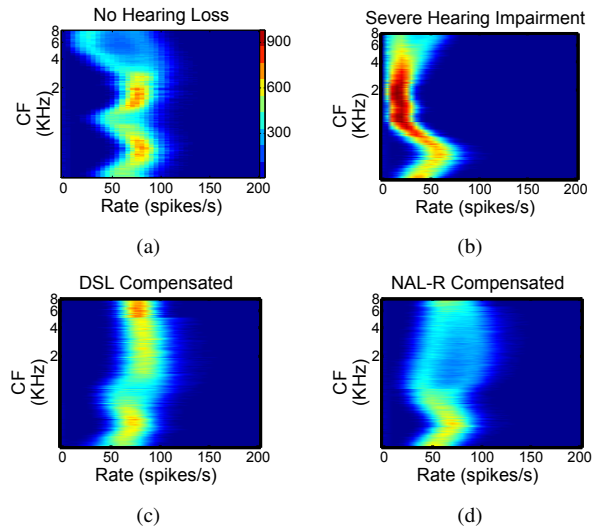 No Hearing Loss
8
6
4
2
CF
(KHz)
0 50 100 150 200
Rate (spikes/s)
900
600
300
(a)
Severe Hearing Impairment
8
6
4
2
CF
(KHz)
0 50 100 150 200
Rate (spikes/s)
(b)
DSL Compensated
8
6
4
2
CF
(KHz)
0 50 100 150 200
Rate (spikes/s)
(c)
NAL-R Compensated
8
6
4
2
CF
(KHz)
0 50 100 150 200
Rate (spikes/s)
(d)